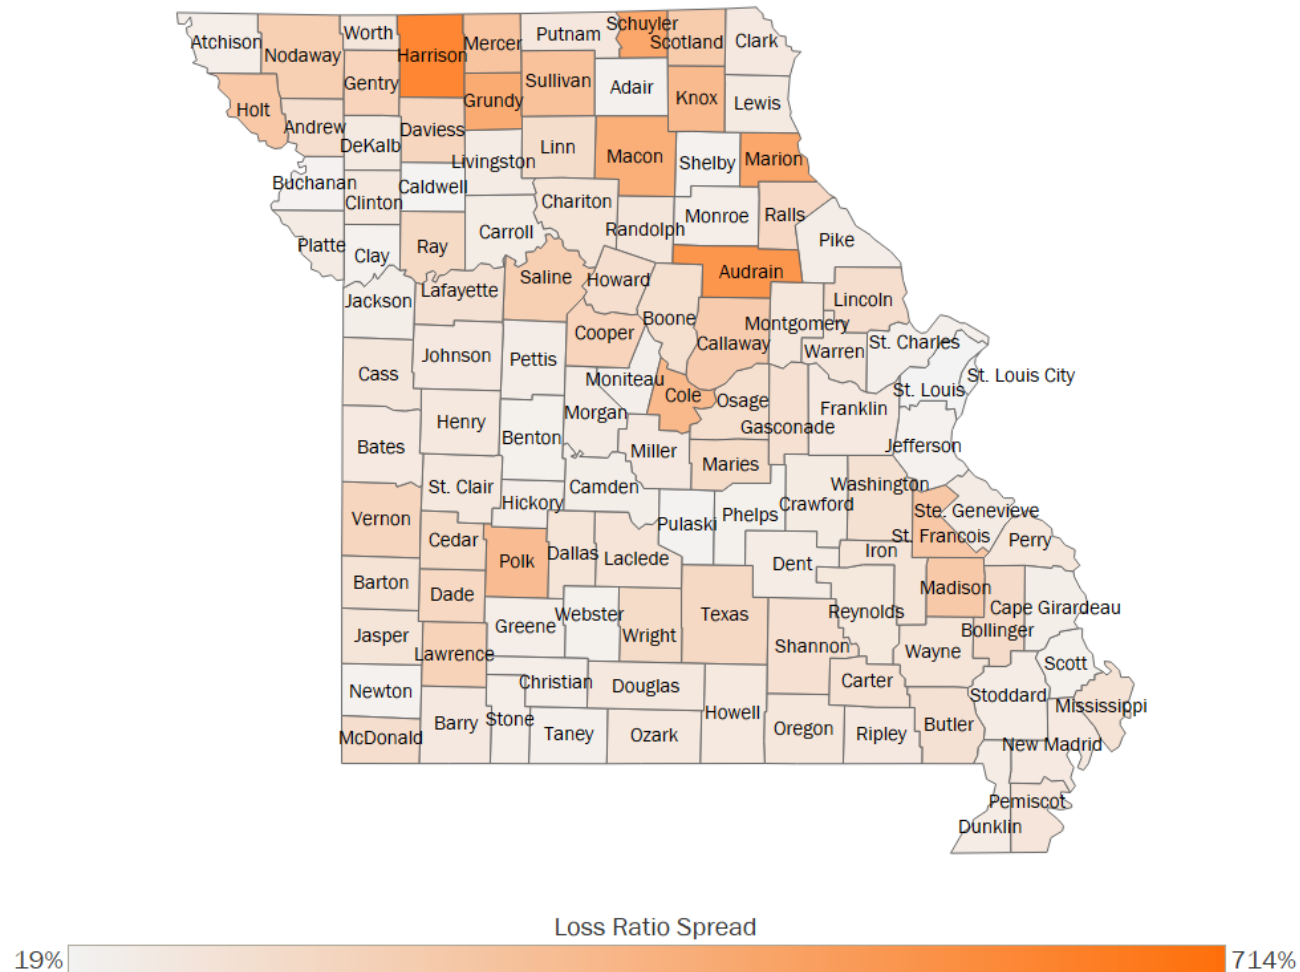 Schuyler
Atchison
Worth
Putnam
Mercer
Scotland
Clark
Nodaway
Harrison
Gentry
Sullivan
Adair
Grundy
Knox
Lewis
Holt
Andrew
Daviess
DeKalb
Linn
Macon
Shelby
Marion
Livingston
Buchanan
Caldwell
Clinton
Chariton
Monroe
Ralls
Randolph
Carroll
Pike
Platte
Clay
Ray
Saline
Howard
Audrain
Jackson
Lafayette
Lincoln
Boone
Montgomery
Cooper
Callaway
St. Charles
Warren
Johnson
Pettis
Cass
Moniteau
St. Louis City
St. Louis
Cole
Osage
Morgan
Franklin
Henry
Gasconade
Benton
Bates
Miller
Jefferson
Maries
St. Clair
Camden
Washington
Hickory
Crawford
Vernon
Pulaski
Phelps
Ste. Genevieve
Cedar
St. Francois
Perry
Dallas
Laclede
Iron
Polk
Dent
Barton
Dade
Madison
Webster
Texas
Reynolds
Cape Girardeau
Greene
Bollinger
Jasper
Wright
Lawrence
Shannon
Wayne
Scott
Newton
Christian
Douglas
Carter
Stoddard
Mississippi
Howell
Stone
Barry
McDonald
Taney
Ozark
Oregon
Ripley
Butler
New Madrid
Pemiscot
Dunklin
Loss Ratio Spread
19%
714%